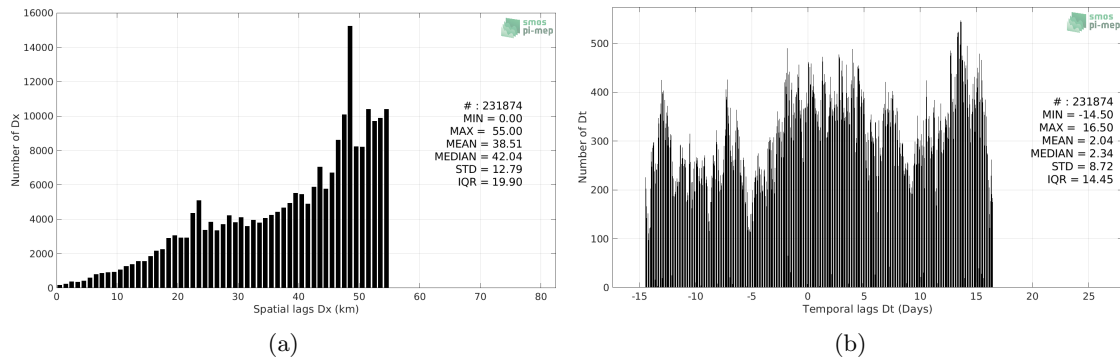 16000
14000
12000
10000
8000
6000
4000
2000
0
Number of Dx
0 10 20 30 40 50 60 70 80
Spatial lags Dx (km)
smos
pi-mep
# : 231874
MIN = 0.00
MAX = 55.00
MEAN = 38.51
MEDIAN = 42.04
STD = 12.79
IQR = 19.90
(a)
500
400
300
200
100
0
Number of Dt
-15 -10 -5 0 5 10 15 20 25
Temporal lags Dt (Days)
smos
pi-mep
# : 231874
MIN = -14.50
MAX = 16.50
MEAN = 2.04
MEDIAN = 2.34
STD = 8.72
IQR = 14.45
(b)